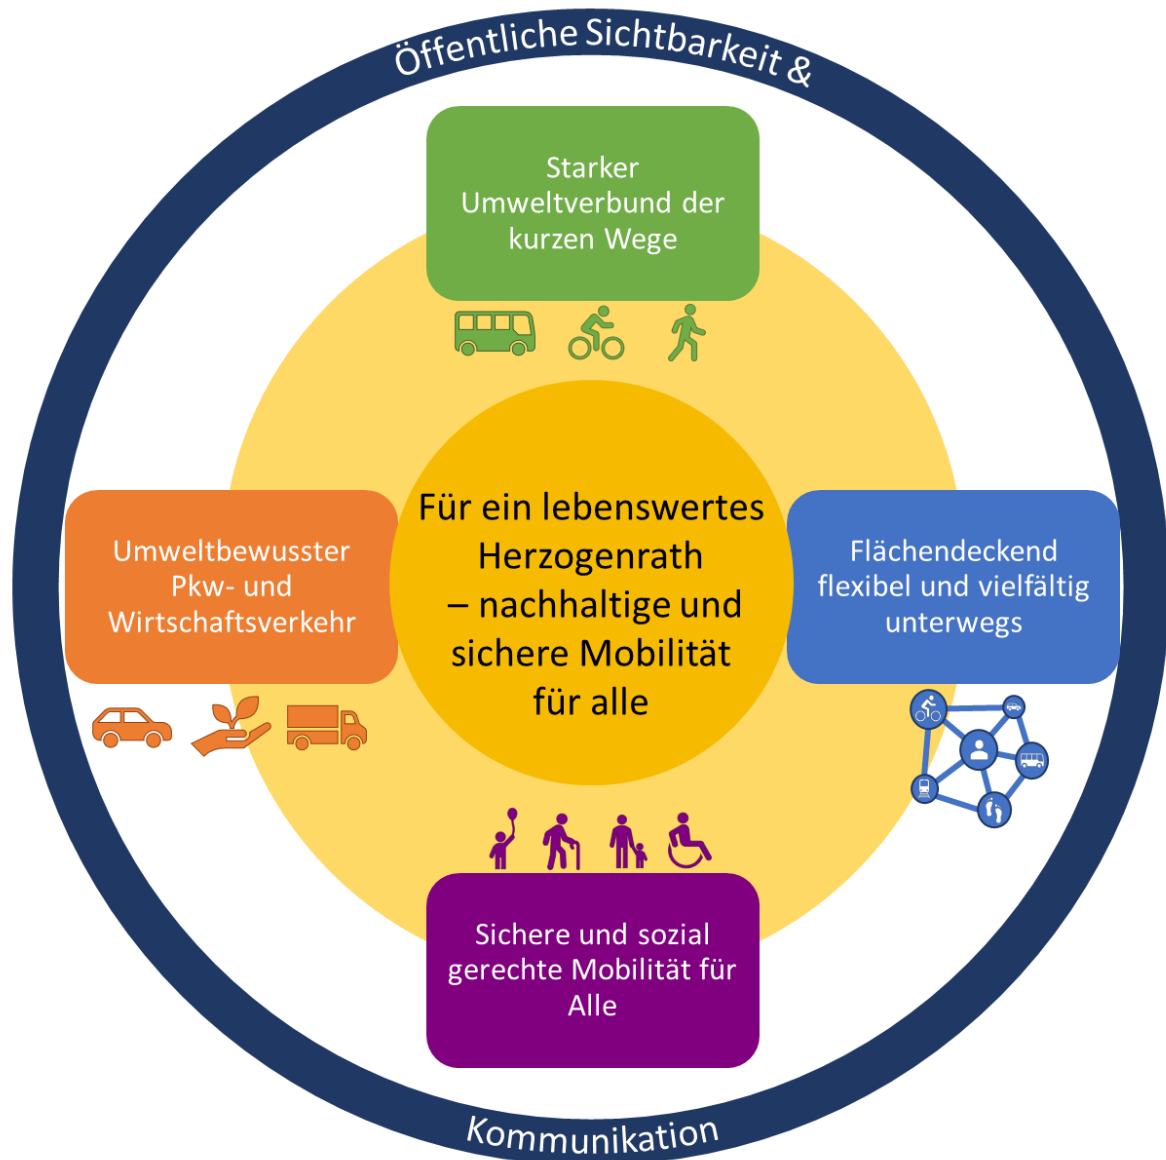 Öffentliche Sichtbarkeit &
Starker
Umweltverbund der
kurzen Wege
Umweltbewusster
Pkw- und
Wirtschaftsverkehr
Für ein lebenswertes
Herzogenrath
– nachhaltige und
sichere Mobilität
für alle
Flächendeckend
flexibel und vielfältig
unterwegs
Sichere und sozial
gerechte Mobilität für
Alle
Kommunikation